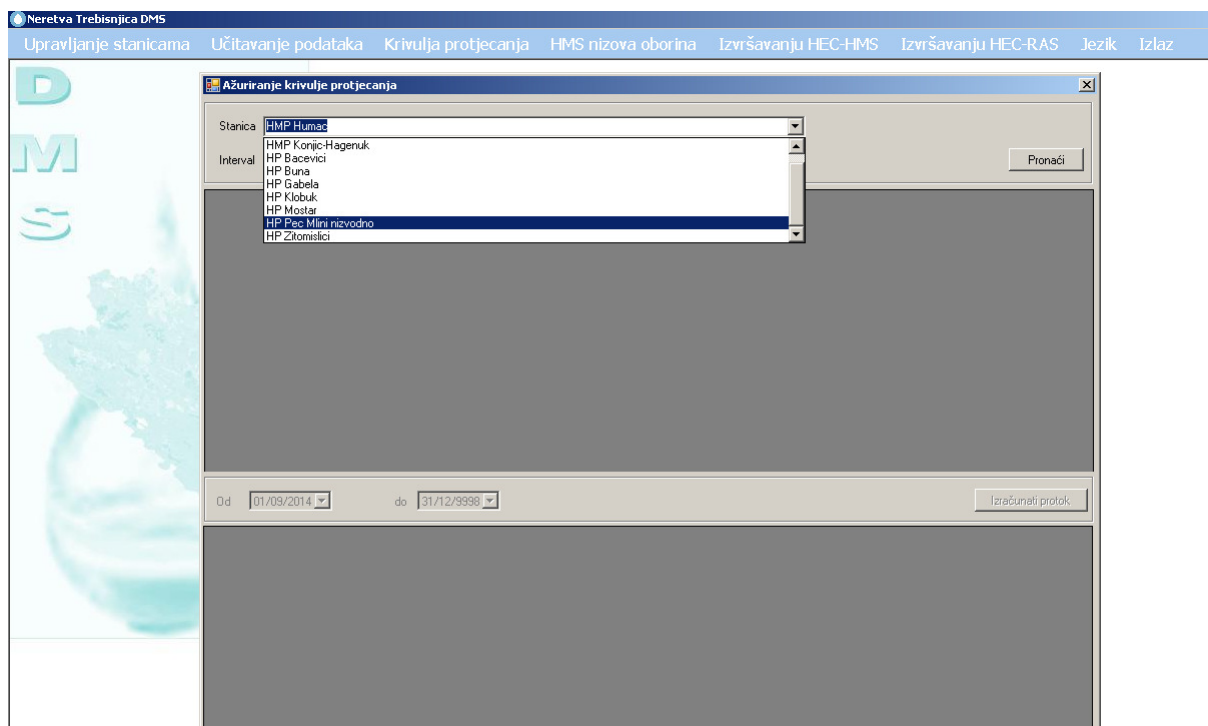 Neretva Trebisnjica DMS
Upravljanje stanicama Učitavanje podataka Krivulja protjecanja HMS nizova oborina Izvršavanju HEC-HMS Izvršavanju HEC-RAS Jezik Izlaz
D
M
S
Ažuriranje krivulje protjecanja
Stanica HMP Humac
HMP Konjic-Hagenuk
Interval HP Bacevici Pronaći
HP Buna
HP Gabela
HP Klobuk
HP Mostar
HP Pec Mlini nizvodno
HP Zitomislici
Od 01/09/2014 do 31/12/9998 Izračunati protok